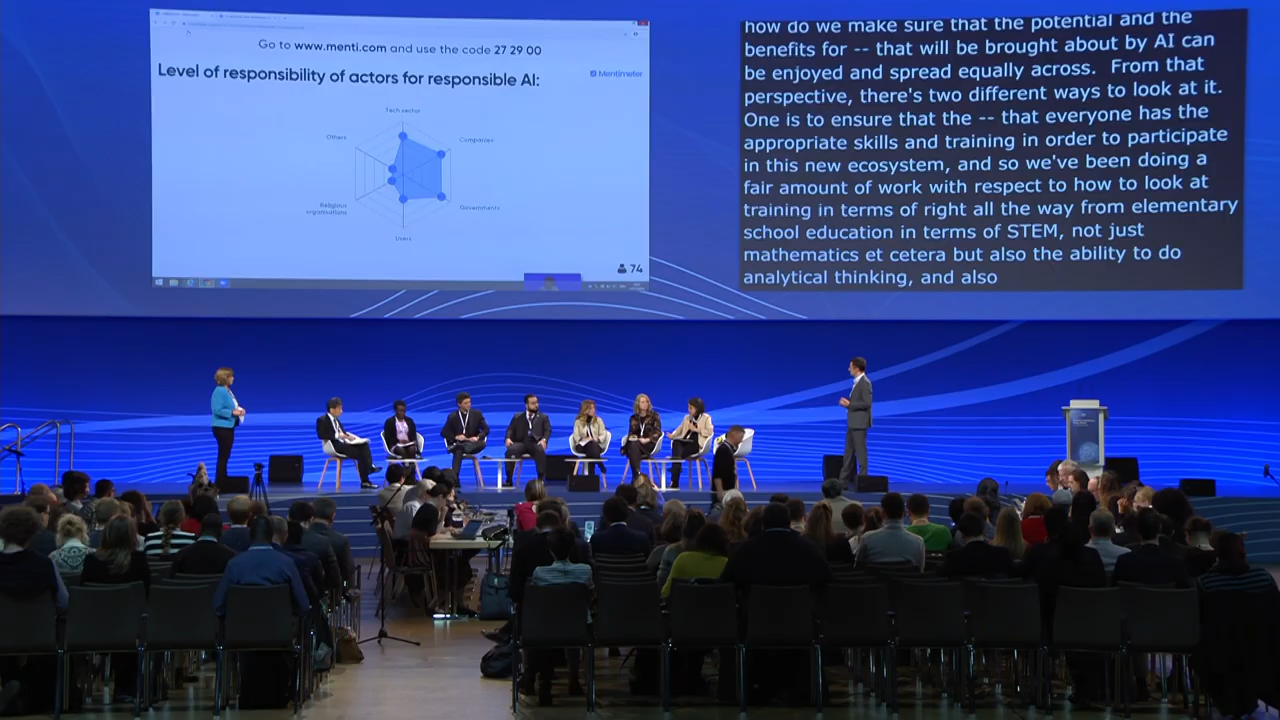 Go to www.menti.com and use the code 27 29 00
Level of responsibility of actors for responsible AI:
Mentimeter
Tech sector
Others
Companies
Religious
organisations
Governments
Users
74
how do we make sure that the potential and the
benefits for -- that will be brought about by AI can
be enjoyed and spread equally across.  From that
perspective, there's two different ways to look at it.
One is to ensure that the -- that everyone has the
appropriate skills and training in order to participate
in this new ecosystem, and so we've been doing a
fair amount of work with respect to how to look at
training in terms of right all the way from elementary
school education in terms of STEM, not just
mathematics et cetera but also the ability to do
analytical thinking, and also